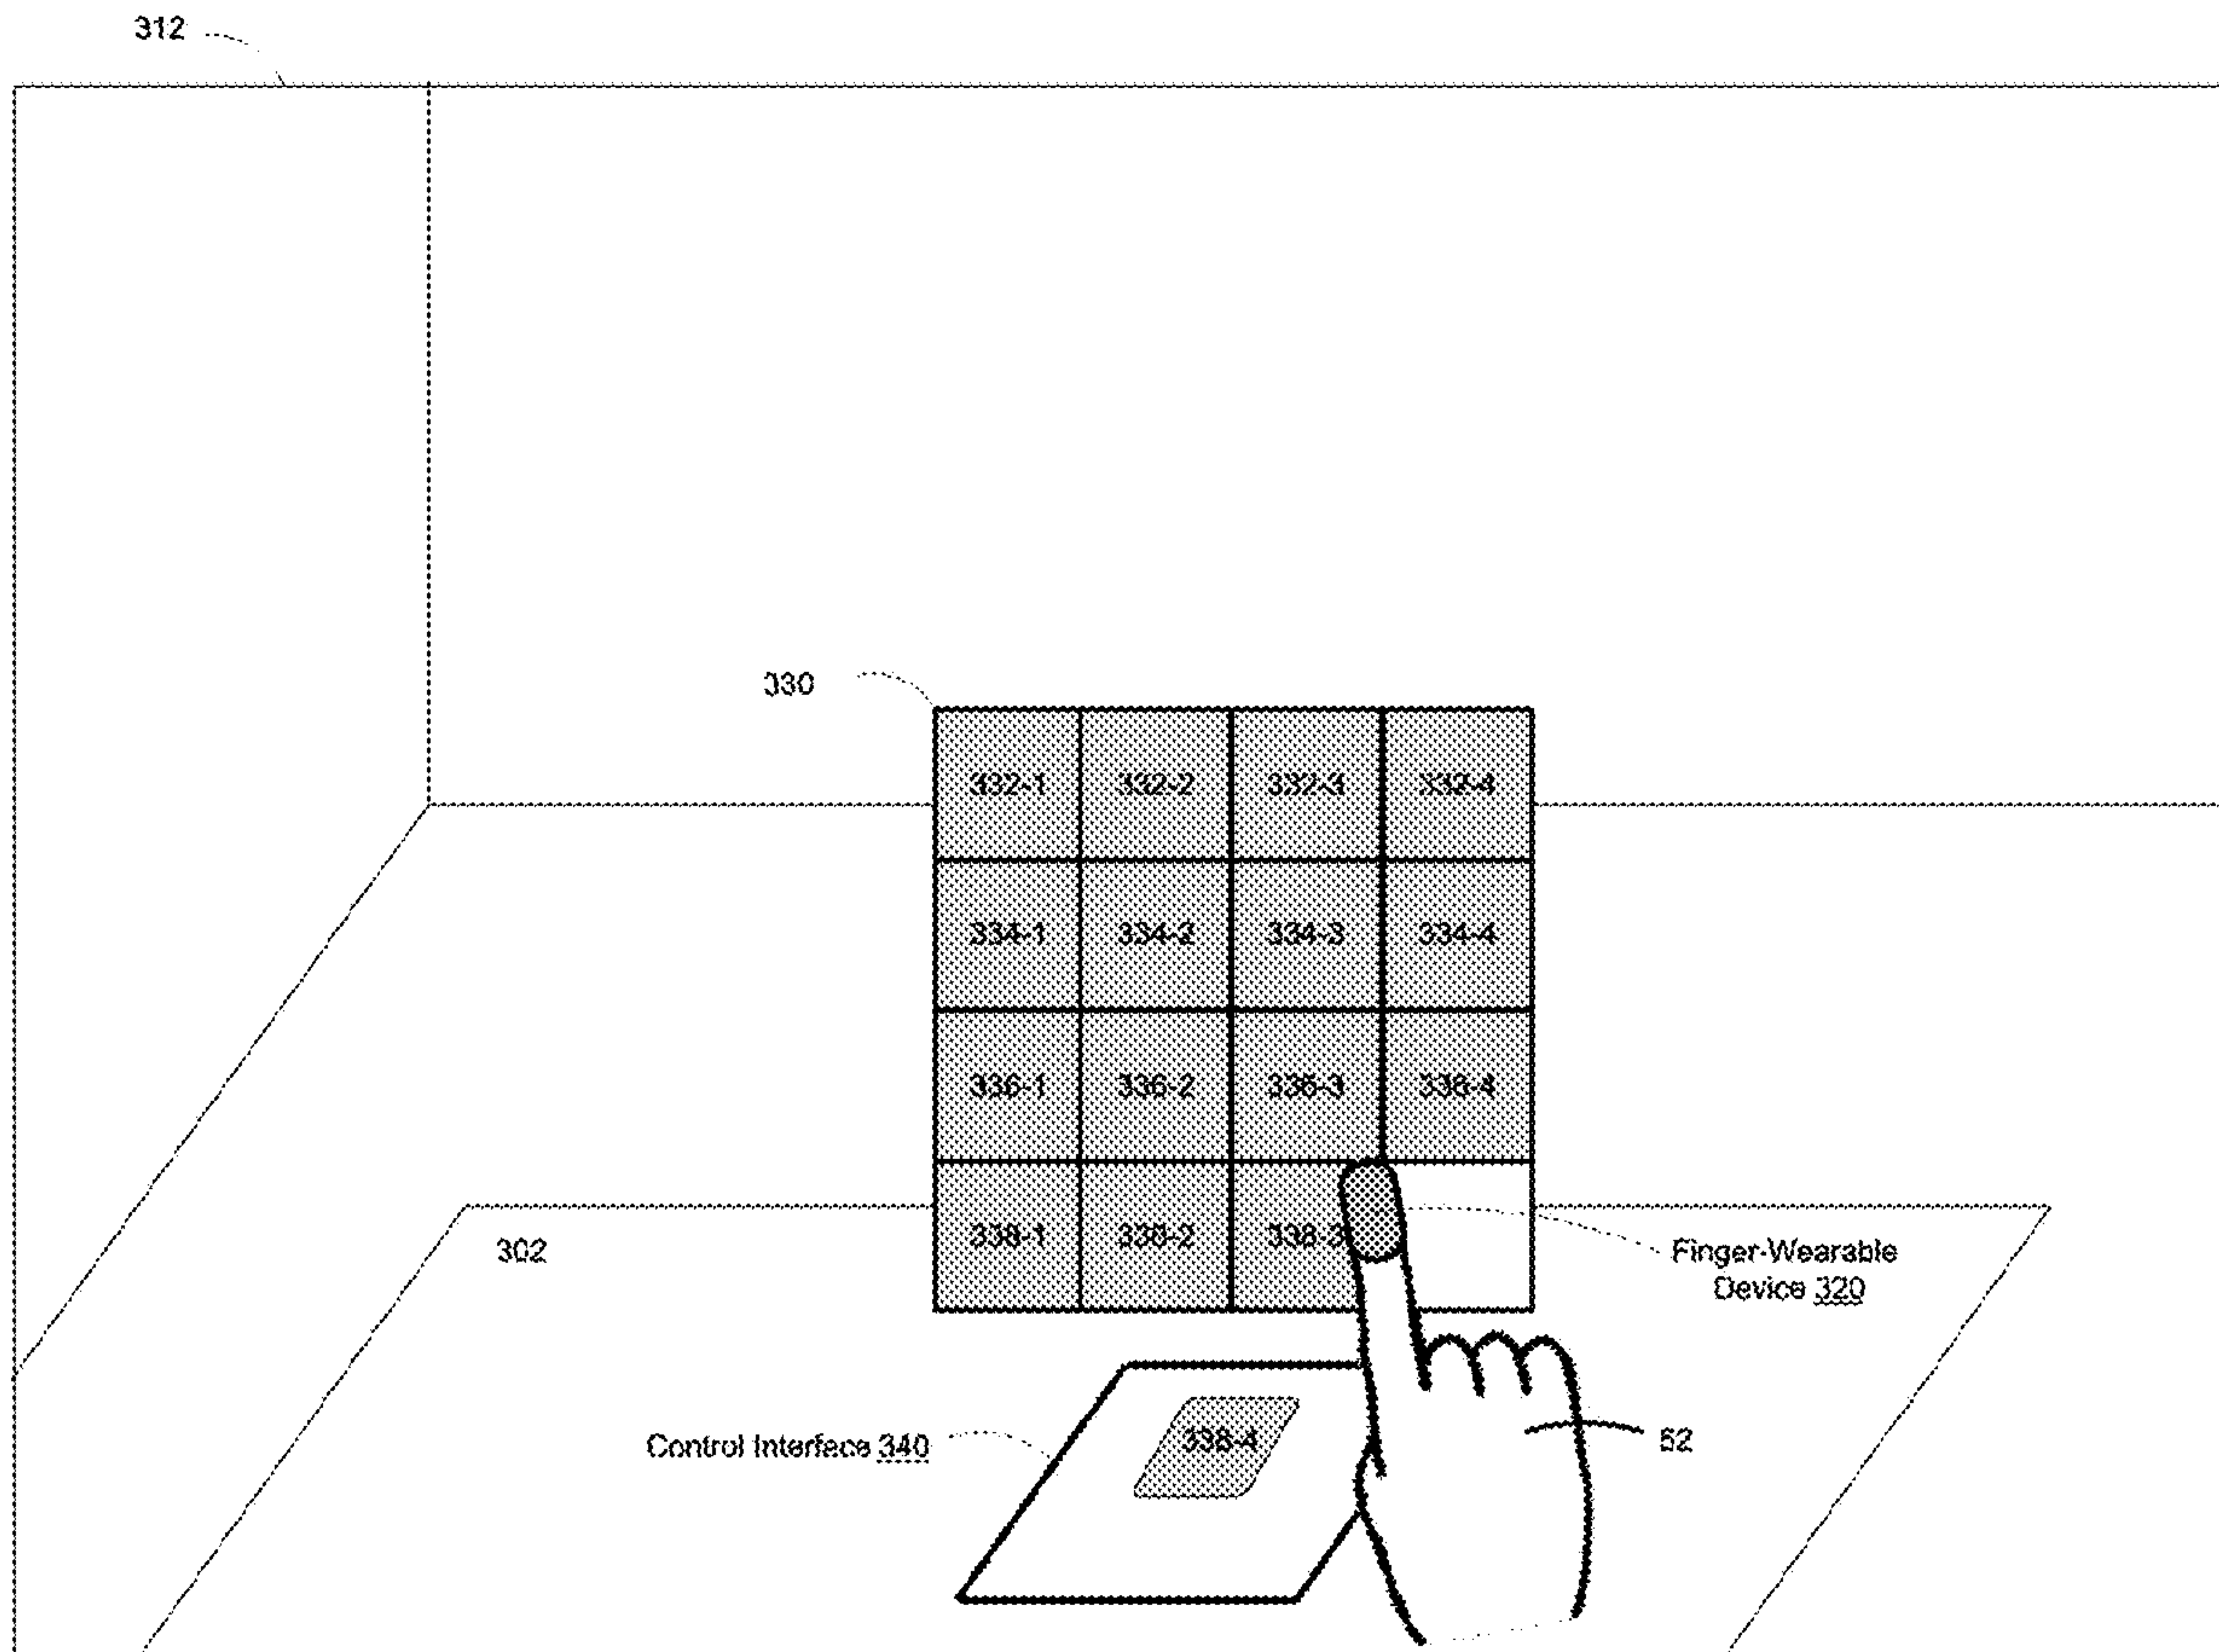 312
330
332-1 332-2 332-3 332-4
334-1 334-2 334-3 334-4
336-1 336-2 336-3 336-4
338-1 338-2 338-3
302
Finger-Wearable
Device 320
Control Interface 340
338-4
52